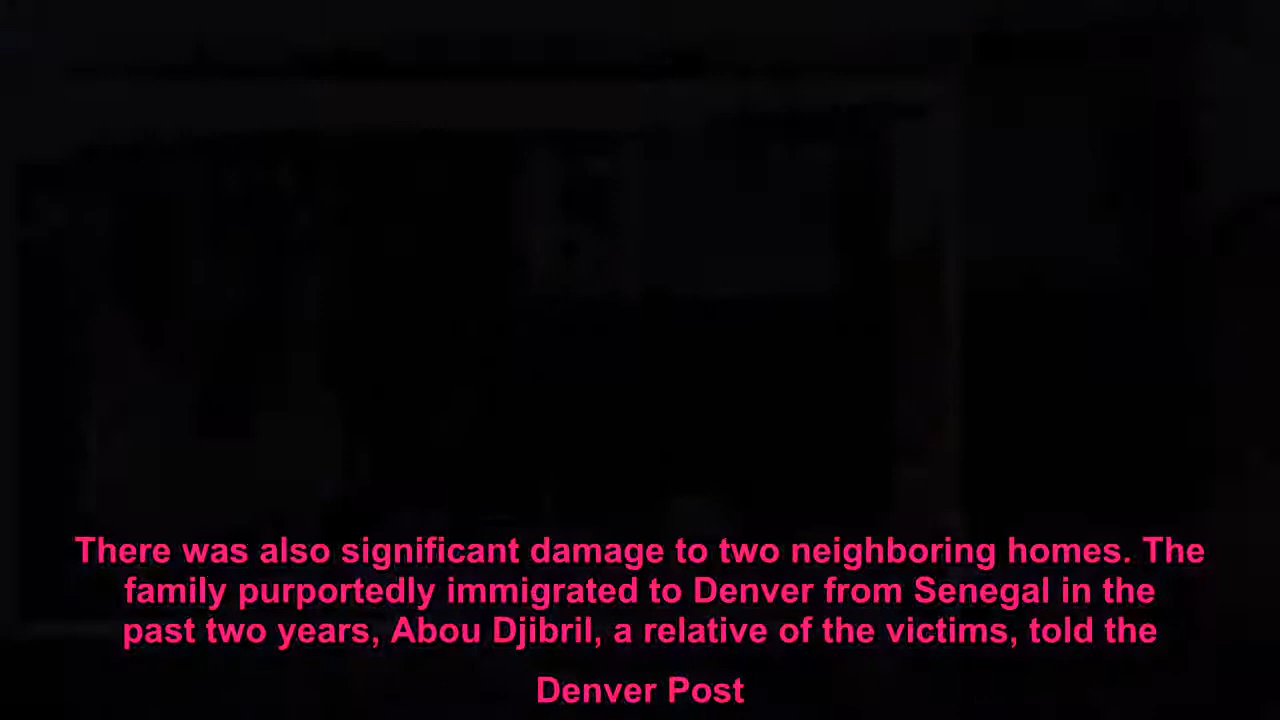 There was also significant damage to two neighboring homes. The
family purportedly immigrated to Denver from Senegal in the
past two years, Abou Djibril, a relative of the victims, told the
Denver Post